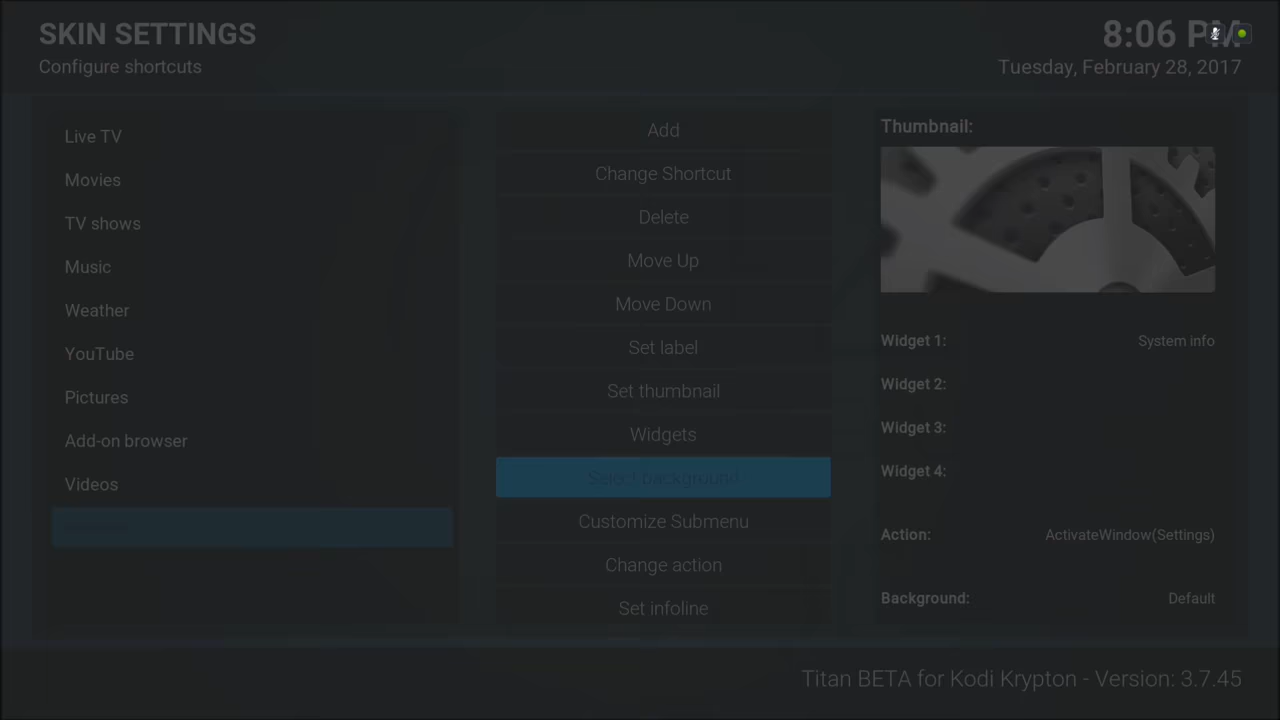 SKIN SETTINGS
Configure shortcuts
8:06 PM
Tuesday, February 28, 2017
Live TV
Movies
TV shows
Music
Weather
YouTube
Pictures
Add-on browser
Videos
Add
Change Shortcut
Delete
Move Up
Move Down
Set label
Set thumbnail
Widgets
Select background
Customize Submenu
Change action
Set infoline
Thumbnail:
Widget 1: System info
Widget 2:
Widget 3:
Widget 4:
Action: ActivateWindow(Settings)
Background: Default
Titan BETA for Kodi Krypton - Version: 3.7.45